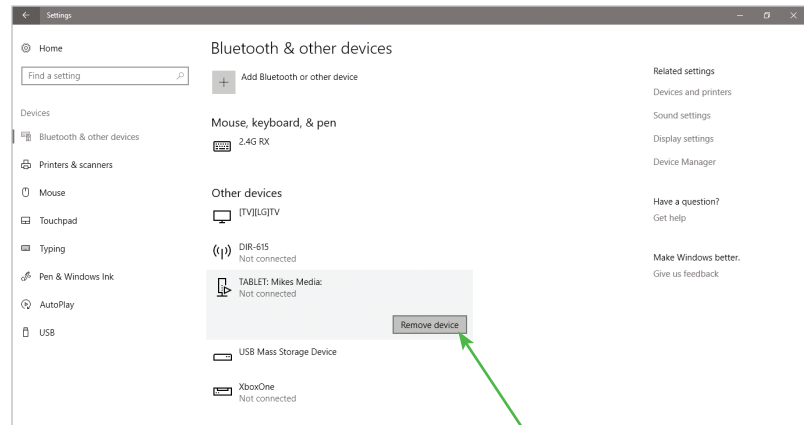 Settings
Home
Find a setting
Devices
Bluetooth & other devices
Printers & scanners
Mouse
Touchpad
Typing
Pen & Windows Ink
AutoPlay
USB
Bluetooth & other devices
Add Bluetooth or other device
Mouse, keyboard, & pen
2.4G RX
Other devices
[TV][LG]TV
DIR-615
Not connected
TABLET: Mikes Media:
Not connected
Remove device
USB Mass Storage Device
XboxOne
Not connected
Related settings
Devices and printers
Sound settings
Display settings
Device Manager
Have a question?
Get help
Make Windows better.
Give us feedback